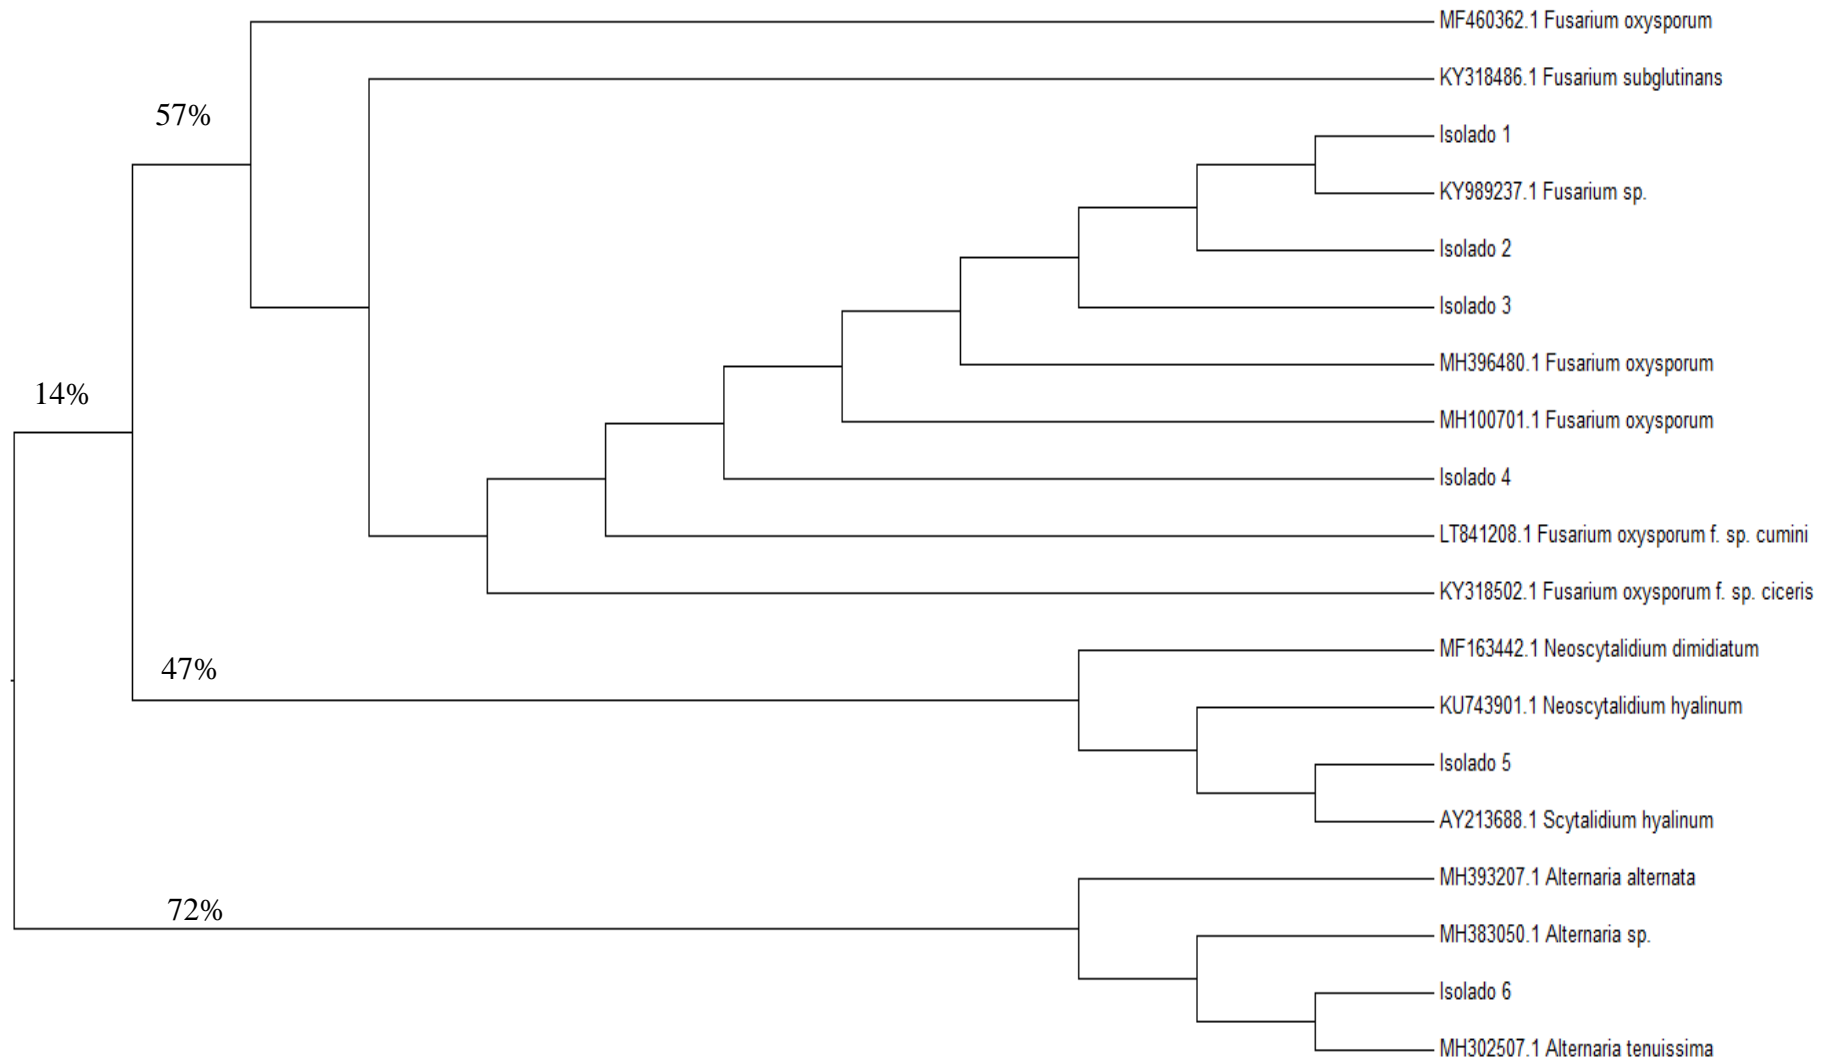 MF460362.1 Fusarium oxysporum
KY318486.1 Fusarium subglutinans
57%
Isolado 1
KY989237.1 Fusarium sp.
Isolado 2
Isolado 3
MH396480.1 Fusarium oxysporum
14%
MH100701.1 Fusarium oxysporum
Isolado 4
LT841208.1 Fusarium oxysporum f. sp. cumini
KY318502.1 Fusarium oxysporum f. sp. ciceris
MF163442.1 Neoscytalidium dimidiatum
47%
KU743901.1 Neoscytalidium hyalinum
Isolado 5
AY213688.1 Scytalidium hyalinum
MH393207.1 Alternaria alternata
72%
MH383050.1 Alternaria sp.
Isolado 6
MH302507.1 Alternaria tenuissima